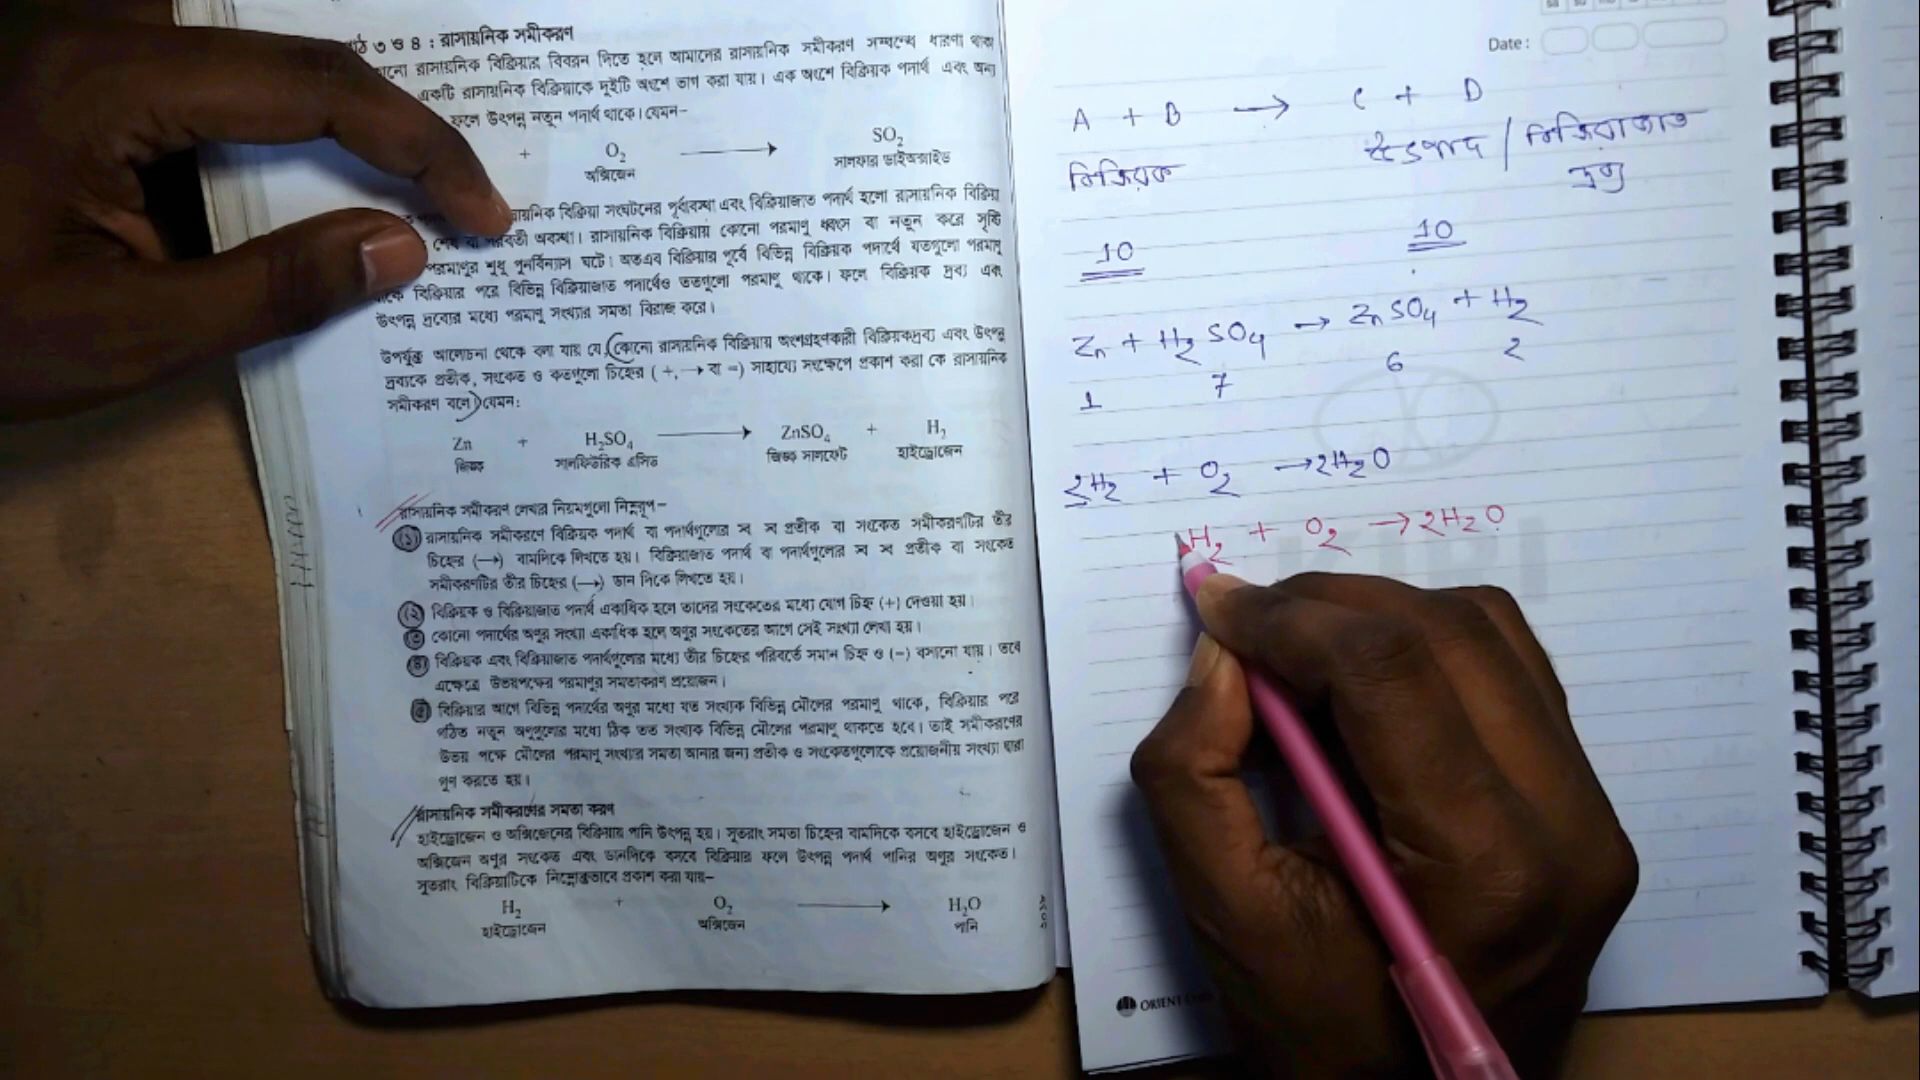 ৩ ও ৪ : রাসায়নিক সমীকরণ
রাসায়নিক বিক্রিয়ার বিবরণ দিতে হলে আমাদের রাসায়নিক সমীকরণ সম্পন্ধে ধারণা থাকা
একটি রাসায়নিক বিক্রিয়াকে দুইটি অংশে ভাগ করা যায়। এক অংশে বিক্রিয়ক পদার্থ এবং অন্য
ফলে উৎপন্ন নতুন পদার্থ থাকে। যেমন-
+ O₂ ⟶ SO₂
অক্সিজেন সালফার ডাইঅক্সাইড
বিক্রিয়া সংঘটনের পূর্বাবস্থা এবং বিক্রিয়াজাত পদার্থ হলো রাসায়নিক বিক্রিয়া
শেষ বা পরবর্তী অবস্থা। রাসায়নিক বিক্রিয়ায় কোনো পরমাণু ধ্বংস বা নতুন করে সৃষ্টি
পরমাণুর শুধু পুনর্বিন্যাস ঘটে। অতএব বিক্রিয়ার পূর্বে বিভিন্ন বিক্রিয়ক পদার্থে যতগুলো পরমাণু
থাকে বিক্রিয়ার পরে বিভিন্ন বিক্রিয়াজাত পদার্থেও ততগুলো পরমাণু থাকে। ফলে বিক্রিয়ক দ্রব্য এবং
উৎপন্ন দ্রব্যের মধ্যে পরমাণু সংখ্যার সমতা বিরাজ করে।
উপর্যুক্ত আলোচনা থেকে বলা যায় যে, কোনো রাসায়নিক বিক্রিয়ায় অংশগ্রহণকারী বিক্রিয়কদ্রব্য এবং উৎপন্ন
দ্রব্যকে প্রতীক, সংকেত ও কতগুলো চিহ্নের ( +, ⟶ বা =) সাহায্যে সংক্ষেপে প্রকাশ করা কে রাসায়নিক
সমীকরণ বলে। যেমন:
Zn + H₂SO₄ ⟶ ZnSO₄ + H₂
জিঙ্ক সালফিউরিক এসিড জিঙ্ক সালফেট হাইড্রোজেন
রাসায়নিক সমীকরণ লেখার নিয়মগুলো নিম্নরূপ-
(১) রাসায়নিক সমীকরণে বিক্রিয়ক পদার্থ বা পদার্থগুলোর স্ব স্ব প্রতীক বা সংকেত সমীকরণটির তীর
চিহ্নের (⟶) বামদিকে লিখতে হয়। বিক্রিয়াজাত পদার্থ বা পদার্থগুলোর স্ব স্ব প্রতীক বা সংকেত
সমীকরণটির তীর চিহ্নের (⟶) ডান দিকে লিখতে হয়।
(২) বিক্রিয়ক ও বিক্রিয়াজাত পদার্থ একাধিক হলে তাদের সংকেতের মধ্যে যোগ চিহ্ন (+) দেওয়া হয়।
(৩) কোনো পদার্থের অণুর সংখ্যা একাধিক হলে অণুর সংকেতের আগে সেই সংখ্যা লেখা হয়।
(৪) বিক্রিয়ক এবং বিক্রিয়াজাত পদার্থগুলোর মধ্যে তীর চিহ্নের পরিবর্তে সমান চিহ্ন ও (=) বসানো যায়। তবে
এক্ষেত্রে উভয়পক্ষের পরমাণুর সমতাকরণ প্রয়োজন।
(৫) বিক্রিয়ার আগে বিভিন্ন পদার্থের অণুর মধ্যে যত সংখ্যক বিভিন্ন মৌলের পরমাণু থাকে, বিক্রিয়ার পরে
গঠিত নতুন অণুগুলোর মধ্যে ঠিক তত সংখ্যক বিভিন্ন মৌলের পরমাণু থাকতে হবে। তাই সমীকরণের
উভয় পক্ষে মৌলের পরমাণু সংখ্যার সমতা আনার জন্য প্রতীক ও সংকেতগুলোকে প্রয়োজনীয় সংখ্যা দ্বারা
গুণ করতে হয়।
রাসায়নিক সমীকরণের সমতা করণ
হাইড্রোজেন ও অক্সিজেনের বিক্রিয়ায় পানি উৎপন্ন হয়। সুতরাং সমতা চিহ্নের বামদিকে বসবে হাইড্রোজেন ও
অক্সিজেন অণুর সংকেত এবং ডানদিকে বসবে বিক্রিয়ার ফলে উৎপন্ন পদার্থ পানির অণুর সংকেত।
সুতরাং বিক্রিয়াটিকে নিম্নোক্তভাবে প্রকাশ করা যায়-
H₂ + O₂ ⟶ H₂O
হাইড্রোজেন অক্সিজেন পানি
Date :
A + B → C + D
বিক্রিয়ক উৎপাদ / বিক্রিয়াজাত
দ্রব্য
10 10
Zn + H₂SO₄ → ZnSO₄ + H₂
1 7 6 2
2H₂ + O₂ → 2H₂O
H₂ + O₂ → 2H₂O
ORIENT